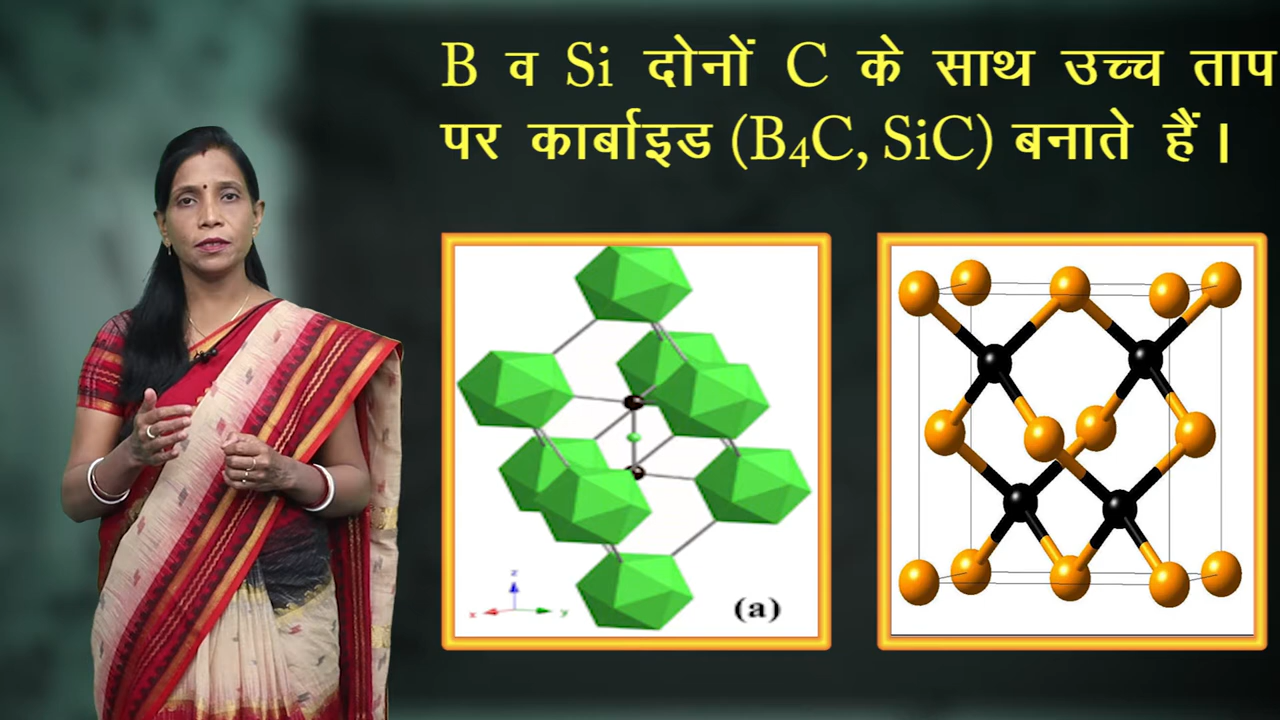 B व Si दोनों C के साथ उच्च ताप
पर कार्बाइड (B₄C, SiC) बनाते हैं ।
z
x y
(a)